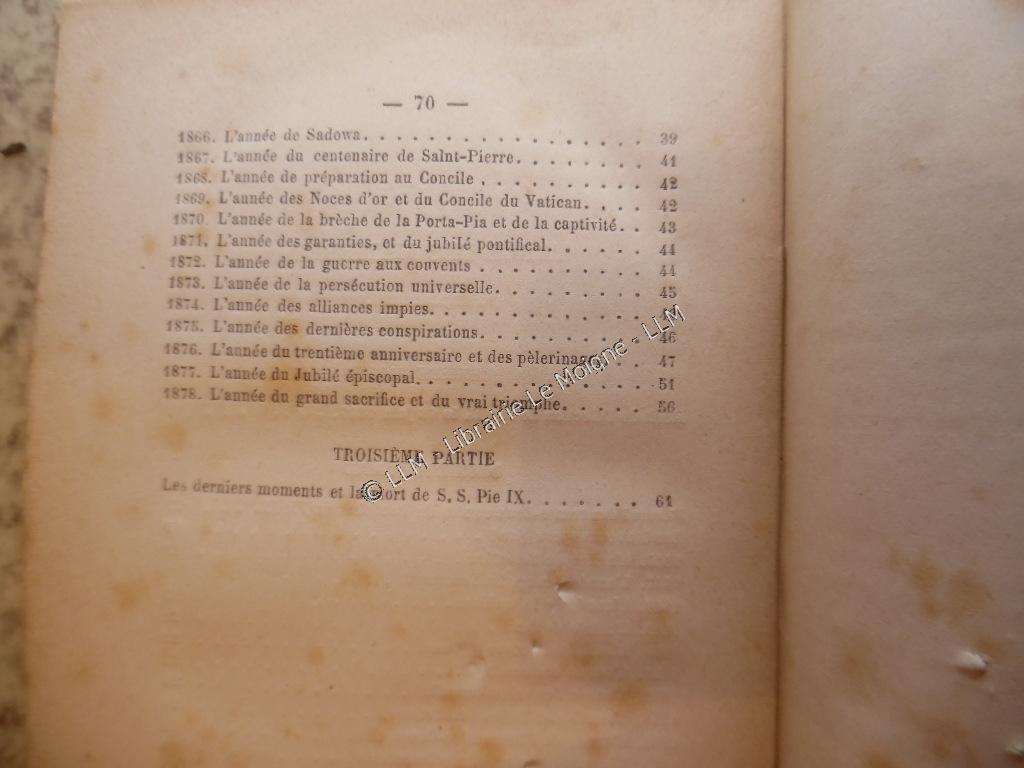 — 70 —
1866. L'année de Sadowa. . . . . . . . . . . . . . . 39
1867. L'année du centenaire de Saint-Pierre. . . . . . . 41
1868. L'année de préparation au Concile . . . . . . . . . . 42
1869. L'année des Noces d'or et du Concile du Vatican. . . . 42
1870. L'année de la brèche de la Porta-Pia et de la captivité. . 43
1871. L'année des garanties, et du jubilé pontifical. . . . . . 44
1872. L'année de la guerre aux couvents . . . . . . . . . . 44
1873. L'année de la persécution universelle. . . . . . . . . 45
1874. L'année des alliances impies. . . . . . . . . . . .
1875. L'année des dernières conspirations. . . . . . . . . 46
1876. L'année du trentième anniversaire et des . . 47
1877. L'année du Jubilé épiscopal. . . . . . . . . . . . 51
1878. L'année du grand sacrifice et du vrai triomphe. . . . . 56
TROISIÈME PARTIE
Les derniers moments et la mort de S. S. Pie IX. . . . . . . 61
© LLM - Librairie Le Moigne - LLM